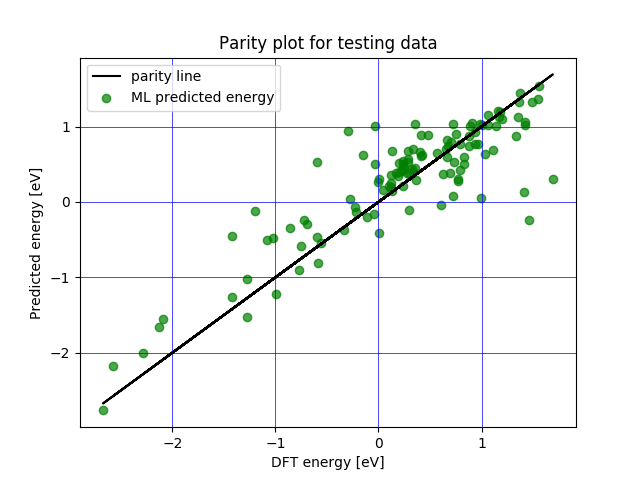 Parity plot for testing data
parity line
ML predicted energy
Predicted energy [eV]
1
0
−1
−2
−2
−1
0
1
DFT energy [eV]